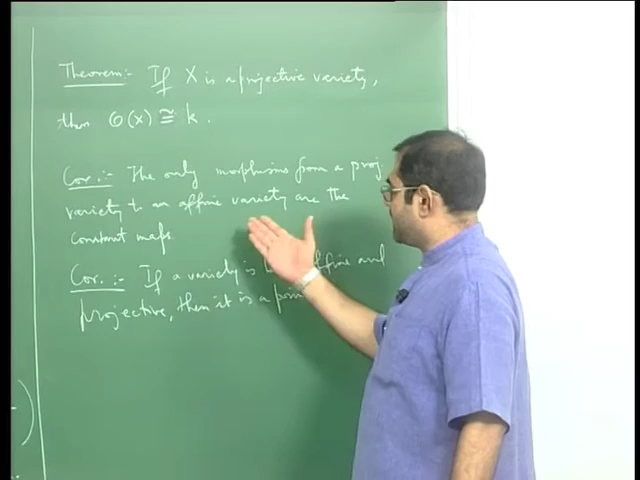 Theorem:- If X is a projective variety,
then O(X) ≅ k.
Cor.:- The only morphisms from a proj.
variety to an affine variety are the
constant maps.
Cor. :- If a variety is affine and
projective, then it is a